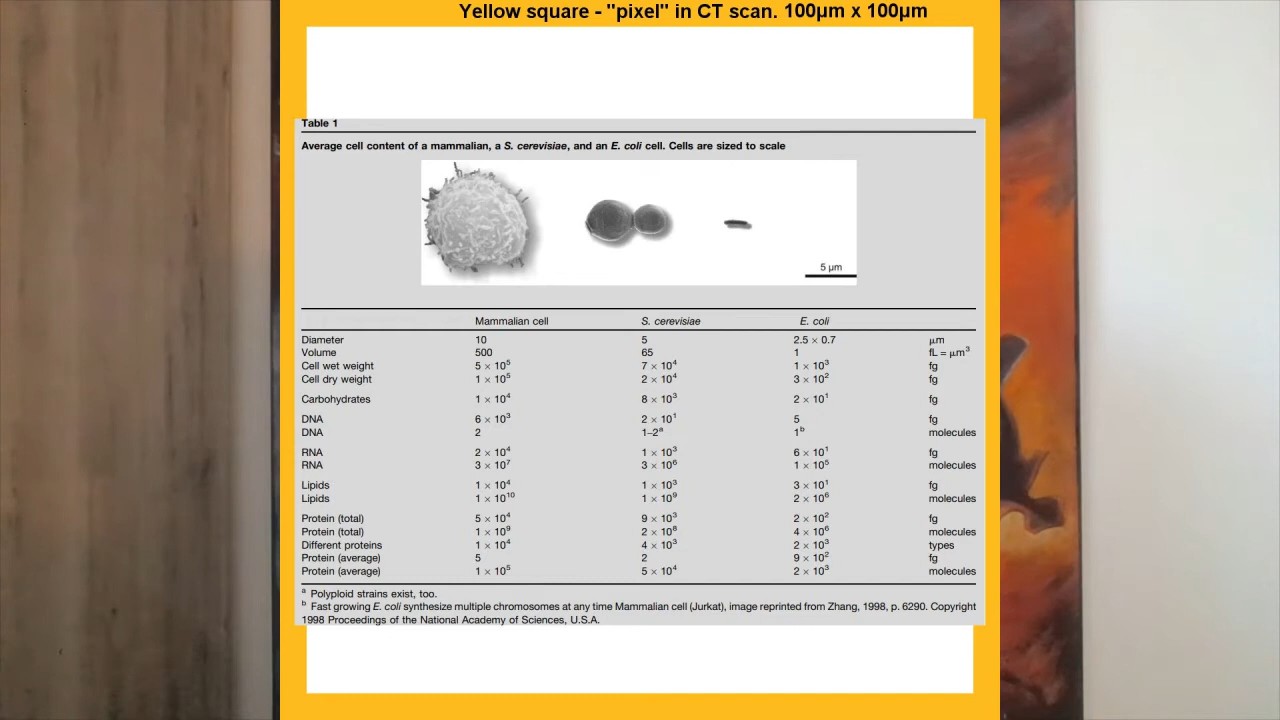 Yellow square - "pixel" in CT scan. 100µm x 100µm
Table 1
Average cell content of a mammalian, a S. cerevisiae, and an E. coli cell. Cells are sized to scale
5 µm
Mammalian cell S. cerevisiae E. coli
Diameter 10 5 2.5 × 0.7 µm
Volume 500 65 1 fL = µm³
Cell wet weight 5 × 10⁵ 7 × 10⁴ 1 × 10³ fg
Cell dry weight 1 × 10⁵ 2 × 10⁴ 3 × 10² fg
Carbohydrates 1 × 10⁴ 8 × 10³ 2 × 10¹ fg
DNA 6 × 10³ 2 × 10¹ 5 fg
DNA 2 1–2ᵃ 1ᵇ molecules
RNA 2 × 10⁴ 1 × 10³ 6 × 10¹ fg
RNA 3 × 10⁷ 3 × 10⁶ 1 × 10⁵ molecules
Lipids 1 × 10⁴ 1 × 10³ 3 × 10¹ fg
Lipids 1 × 10¹⁰ 1 × 10⁹ 2 × 10⁶ molecules
Protein (total) 5 × 10⁴ 9 × 10³ 2 × 10² fg
Protein (total) 1 × 10⁹ 2 × 10⁸ 4 × 10⁶ molecules
Different proteins 1 × 10⁴ 4 × 10³ 2 × 10³ types
Protein (average) 5 2 9 × 10² fg
Protein (average) 1 × 10⁵ 5 × 10⁴ 2 × 10³ molecules
ᵃ Polyploid strains exist, too.
ᵇ Fast growing E. coli synthesize multiple chromosomes at any time Mammalian cell (Jurkat), image reprinted from Zhang, 1998, p. 6290. Copyright
1998 Proceedings of the National Academy of Sciences, U.S.A.